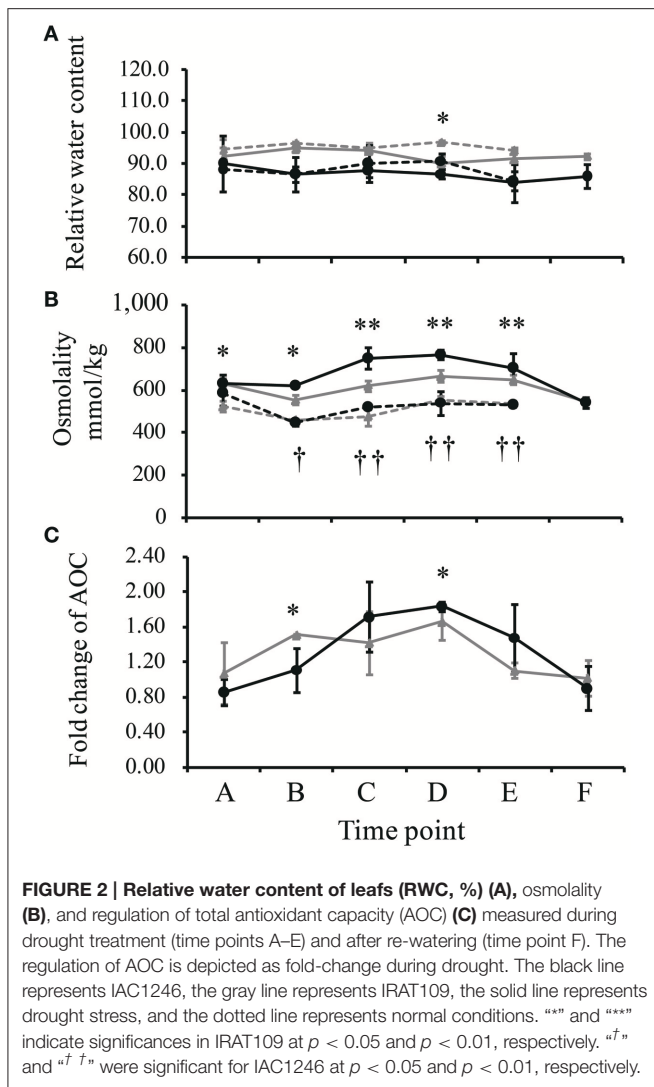 A
120.0
110.0
100.0
90.0
80.0
70.0
60.0
Relative water content
*
B
1,000
800
600
400
200
0
Osmolality
mmol/kg
* * ** ** **
† †† †† ††
C
2.40
2.00
1.60
1.20
0.80
0.40
0.00
Fold change of AOC
* *
A B C D E F
Time point
FIGURE 2 | Relative water content of leafs (RWC, %) (A), osmolality
(B), and regulation of total antioxidant capacity (AOC) (C) measured during
drought treatment (time points A–E) and after re-watering (time point F). The
regulation of AOC is depicted as fold-change during drought. The black line
represents IAC1246, the gray line represents IRAT109, the solid line represents
drought stress, and the dotted line represents normal conditions. “*” and “**”
indicate significances in IRAT109 at p < 0.05 and p < 0.01, respectively. “†”
and “† †” were significant for IAC1246 at p < 0.05 and p < 0.01, respectively.